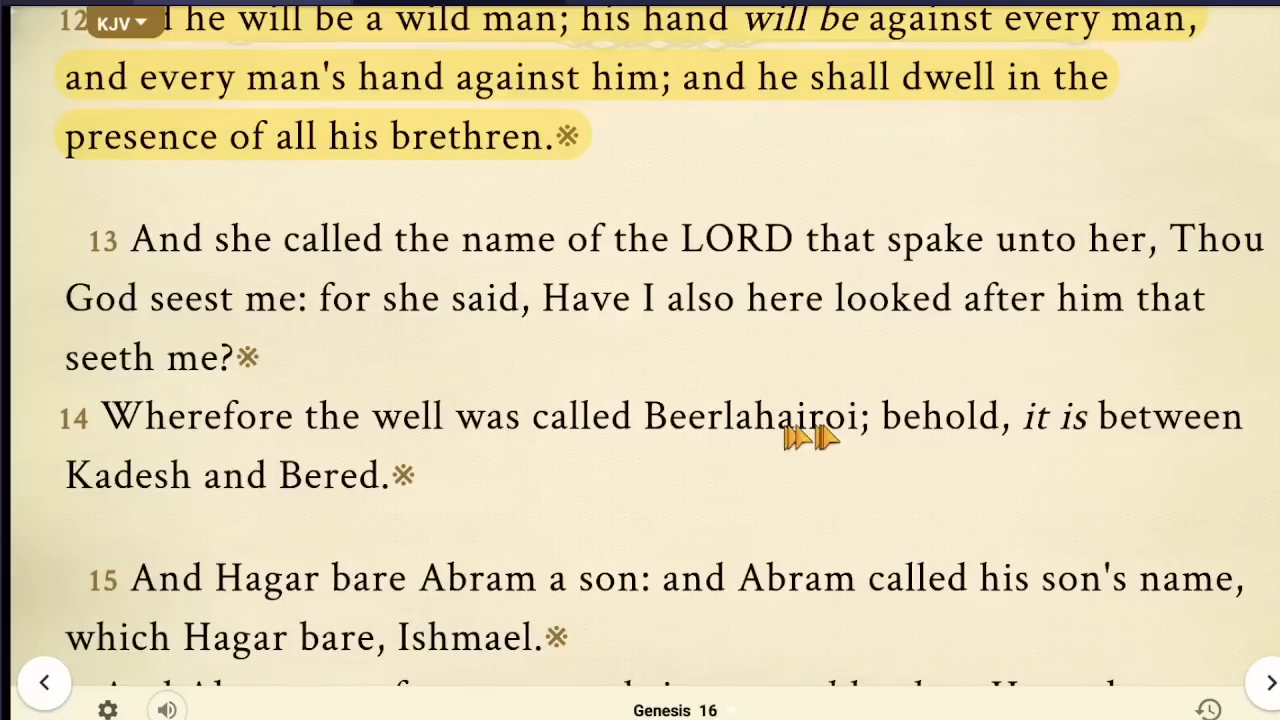 12 he will be a wild man; his hand will be against every man,
KJV
and every man's hand against him; and he shall dwell in the
presence of all his brethren.※
13 And she called the name of the LORD that spake unto her, Thou
God seest me: for she said, Have I also here looked after him that
seeth me?※
14 Wherefore the well was called Beerlahairoi; behold, it is between
Kadesh and Bered.※
15 And Hagar bare Abram a son: and Abram called his son's name,
which Hagar bare, Ishmael.※
Genesis 16